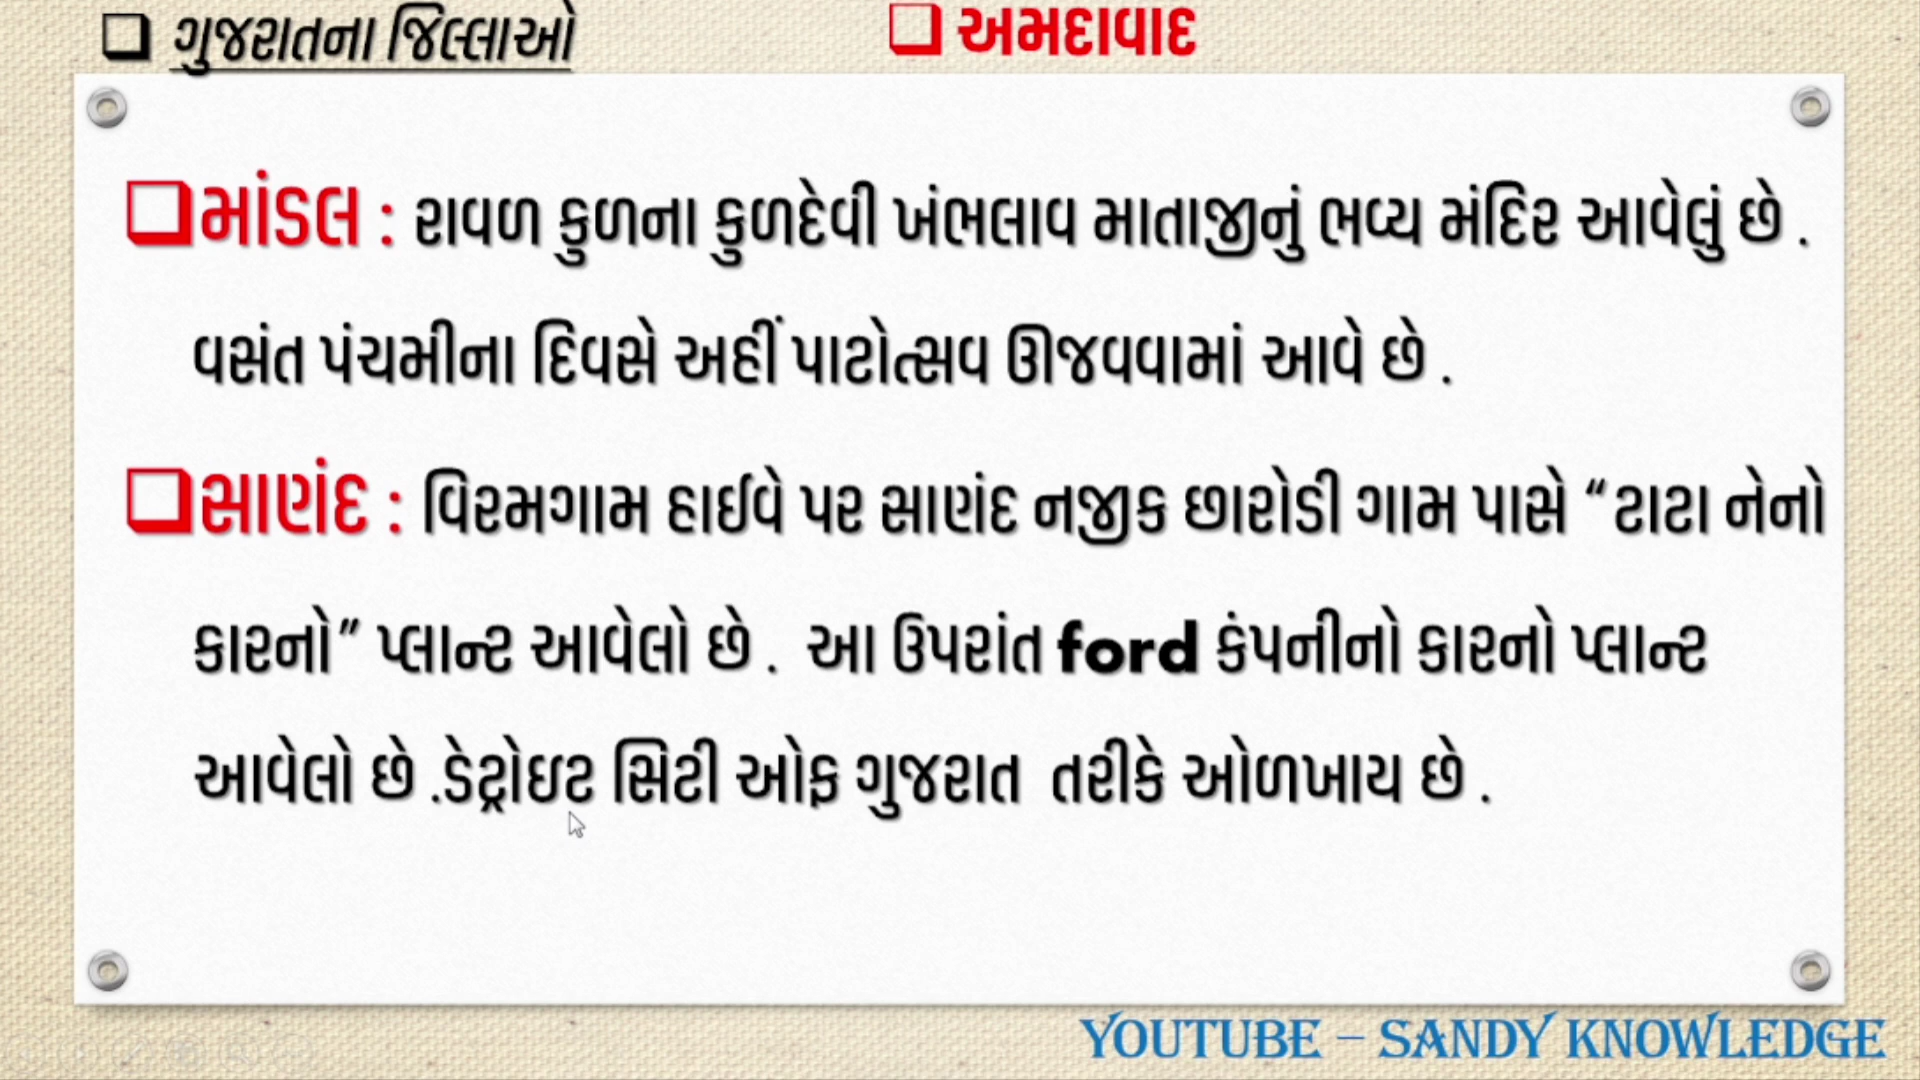 ❑ ગુજરાતના જિલ્લાઓ
❑ અમદાવાદ
❑માંડલ : રાવળ કુળના કુળદેવી ખંભલાવ માતાજીનું ભવ્ય મંદિર આવેલું છે .
વસંત પંચમીના દિવસે અહીં પાટોત્સવ ઊજવવામાં આવે છે .
❑સાણંદ : વિરમગામ હાઈવે પર સાણંદ નજીક છારોડી ગામ પાસે “ટાટા નેનો
કારનો” પ્લાન્ટ આવેલો છે . આ ઉપરાંત ford કંપનીનો કારનો પ્લાન્ટ
આવેલો છે .ડેટ્રોઇટ સિટી ઓફ ગુજરાત તરીકે ઓળખાય છે .
YOUTUBE – SANDY KNOWLEDGE